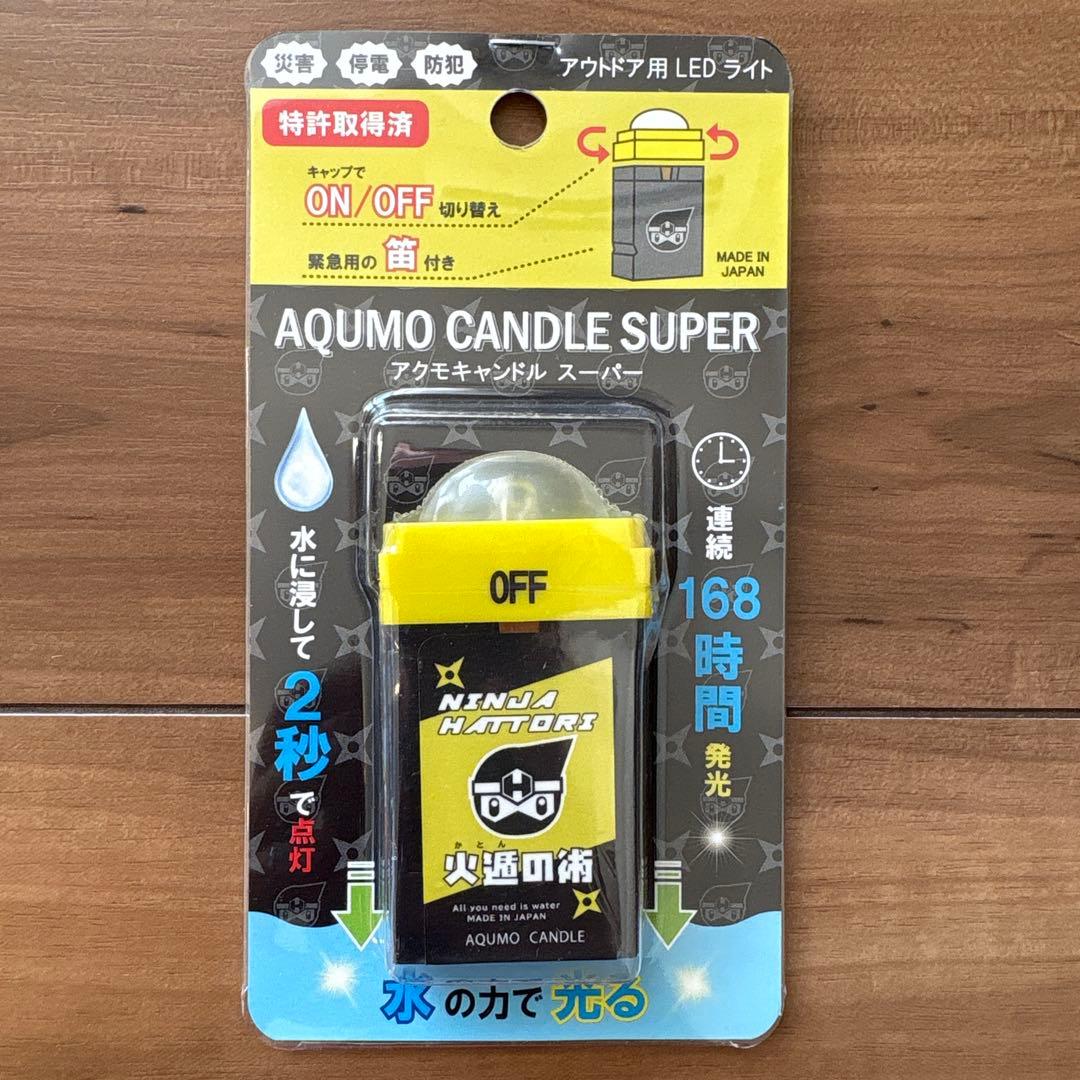 災害 停電 防犯 アウトドア用 LED ライト
特許取得済
キャップで
ON/OFF 切り替え
緊急用の 笛 付き
MADE IN
JAPAN
AQUMO CANDLE SUPER
アクモキャンドル スーパー
水に浸して2秒で点灯
連続168時間発光
OFF
NINJA
HATTORI
かとん
火遁の術
All you need is water
MADE IN JAPAN
AQUMO CANDLE
水の力で光る